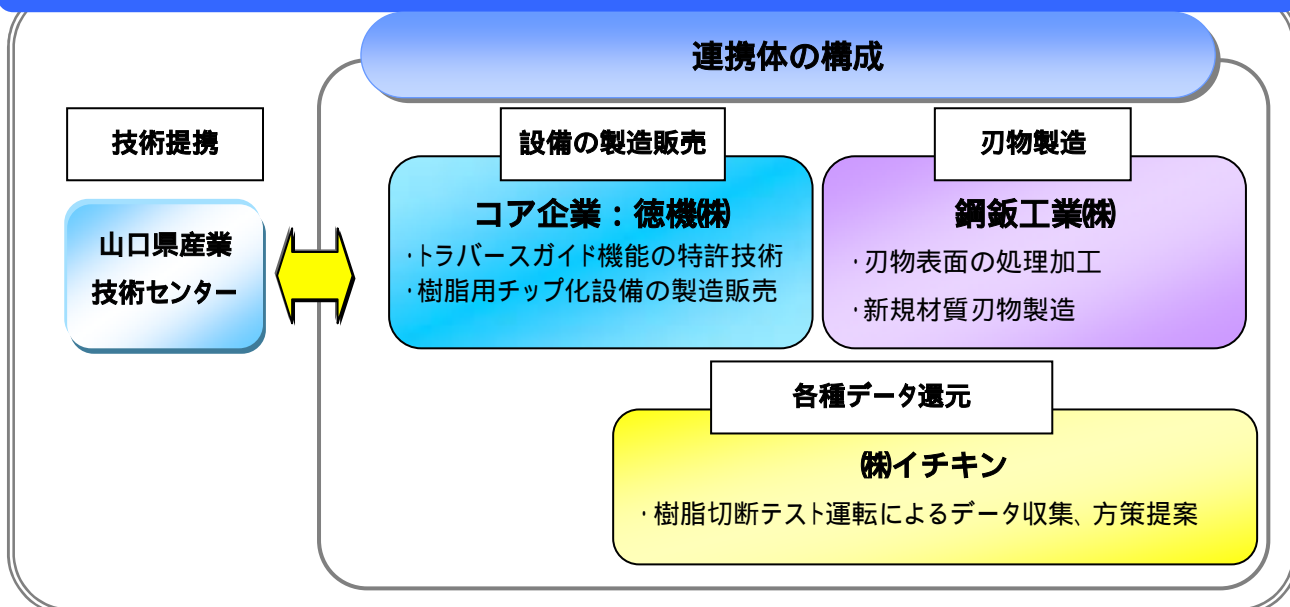 連携体の構成
技術提携
山口県産業
技術センター
設備の製造販売
コア企業：徳機㈱
・トラバースガイド機能の特許技術
・樹脂用チップ化設備の製造販売
刃物製造
鋼鈑工業㈱
・刃物表面の処理加工
・新規材質刃物製造
各種データ還元
㈱イチキン
・樹脂切断テスト運転によるデータ収集、方策提案